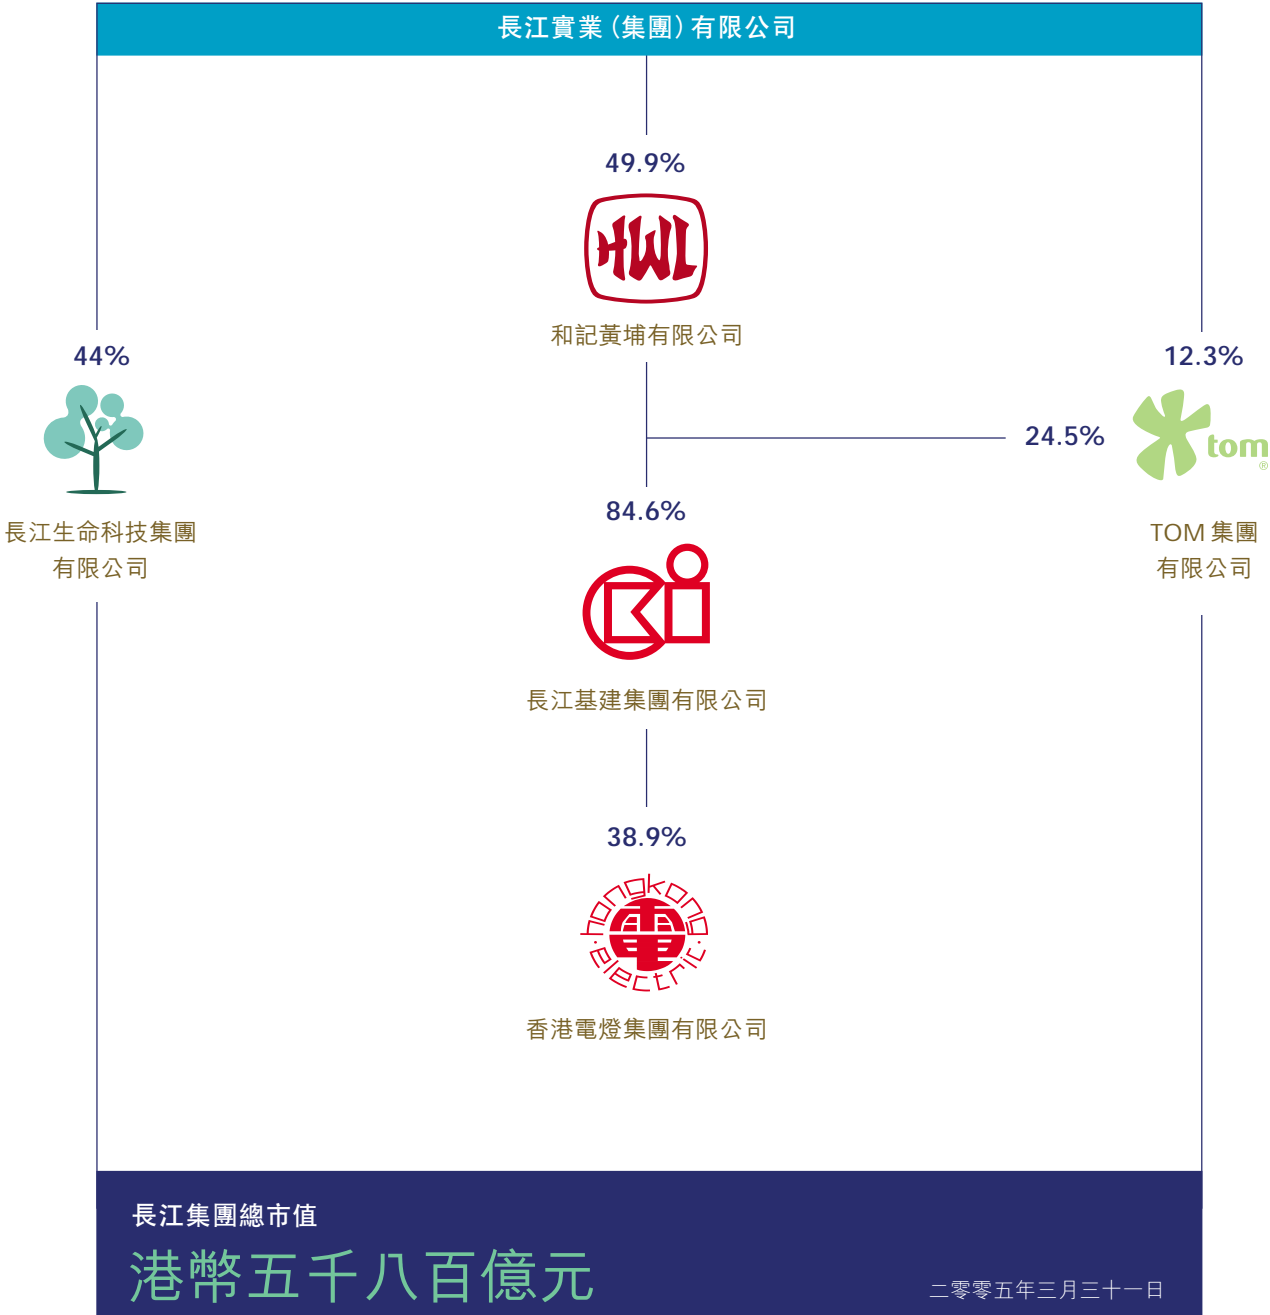 長江實業(集團)有限公司
49.9%
HWL
和記黃埔有限公司
44%
長江生命科技集團
有限公司
12.3%
24.5%
tom
®
TOM 集團
有限公司
84.6%
CKI
長江基建集團有限公司
38.9%
hongkong
電
electric
香港電燈集團有限公司
長江集團總市值
港幣五千八百億元
二零零五年三月三十一日